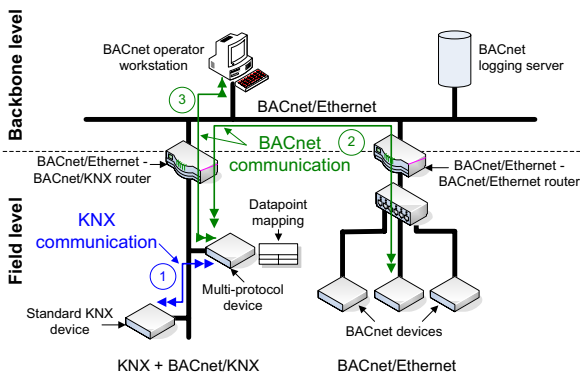 Backbone level
BACnet operator
workstation
BACnet
logging server
3
BACnet/Ethernet
BACnet
communication
2
BACnet/Ethernet -
BACnet/KNX router
BACnet/Ethernet -
BACnet/Ethernet router
Field level
KNX
communication
Datapoint
mapping
1
Multi-protocol
device
Standard KNX
device
BACnet devices
KNX + BACnet/KNX
BACnet/Ethernet